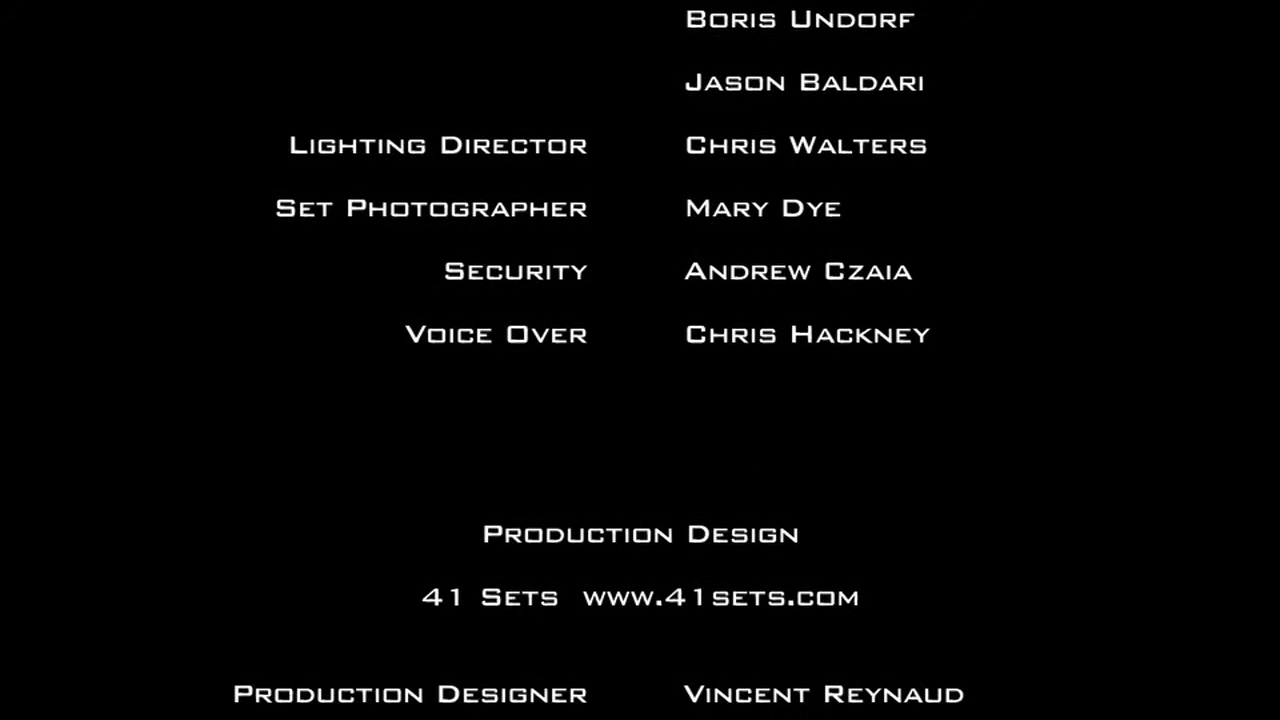 Boris Undorf
Jason Baldari
Lighting Director Chris Walters
Set Photographer Mary Dye
Security Andrew Czaia
Voice Over Chris Hackney
Production Design
41 Sets www.41sets.com
Production Designer Vincent Reynaud